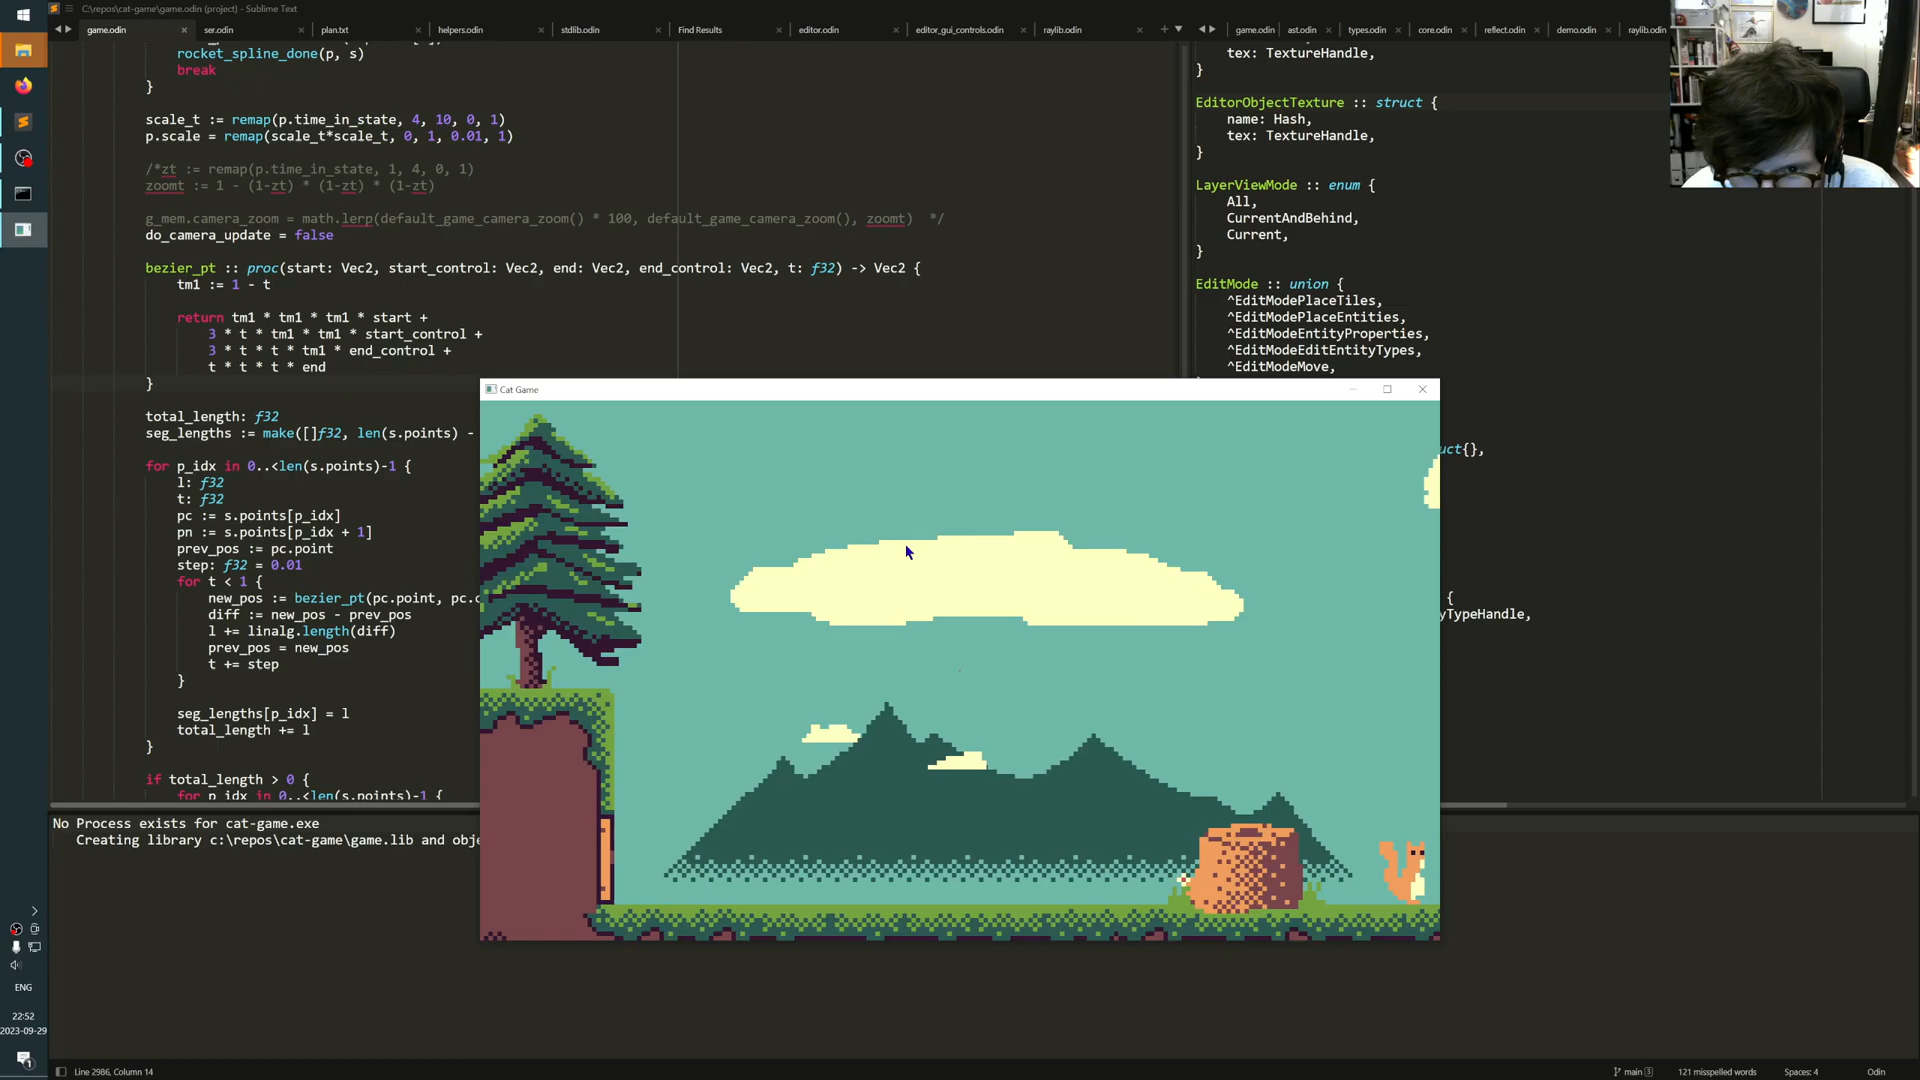 C:\repos\cat-game\game.odin (project) - Sublime Text
game.odin
ser.odin
plan.txt
helpers.odin
stdlib.odin
Find Results
editor.odin
editor_gui_controls.odin
raylib.odin
game.odin
ast.odin
types.odin
core.odin
reflect.odin
demo.odin
raylib.odin
rocket_spline_done(p, s)
break
}
scale_t := remap(p.time_in_state, 4, 10, 0, 1)
p.scale = remap(scale_t*scale_t, 0, 1, 0.01, 1)
/*zt := remap(p.time_in_state, 1, 4, 0, 1)
zoomt := 1 - (1-zt) * (1-zt) * (1-zt)
g_mem.camera_zoom = math.lerp(default_game_camera_zoom() * 100, default_game_camera_zoom(), zoomt)  */
do_camera_update = false
bezier_pt :: proc(start: Vec2, start_control: Vec2, end: Vec2, end_control: Vec2, t: f32) -> Vec2 {
tm1 := 1 - t
return tm1 * tm1 * tm1 * start +
3 * t * tm1 * tm1 * start_control +
3 * t * t * tm1 * end_control +
t * t * t * end
}
total_length: f32
seg_lengths := make([]f32, len(s.points) -
for p_idx in 0..<len(s.points)-1 {
l: f32
t: f32
pc := s.points[p_idx]
pn := s.points[p_idx + 1]
prev_pos := pc.point
step: f32 = 0.01
for t < 1 {
new_pos := bezier_pt(pc.point, pc.c
diff := new_pos - prev_pos
l += linalg.length(diff)
prev_pos = new_pos
t += step
}
seg_lengths[p_idx] = l
total_length += l
}
if total_length > 0 {
for p_idx in 0..<len(s.points)-1 {
tex: TextureHandle,
}
EditorObjectTexture :: struct {
name: Hash,
tex: TextureHandle,
}
LayerViewMode :: enum {
All,
CurrentAndBehind,
Current,
}
EditMode :: union {
^EditModePlaceTiles,
^EditModePlaceEntities,
^EditModeEntityProperties,
^EditModeEditEntityTypes,
^EditModeMove,
uct{},
{
yTypeHandle,
Cat Game
No Process exists for cat-game.exe
Creating library c:\repos\cat-game\game.lib and obje
ENG
22:52
2023-09-29
1
Line 2986, Column 14
main 3
121 misspelled words
Spaces: 4
Odin